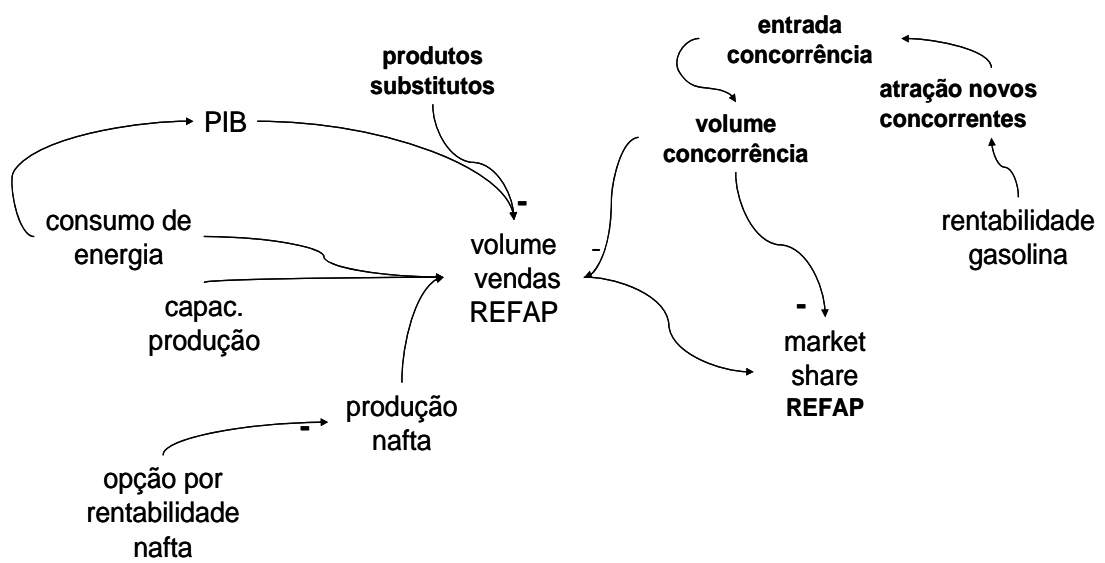 entrada
concorrência
produtos
substitutos
atração novos
concorrentes
PIB
volume
concorrência
-
consumo de
energia
rentabilidade
gasolina
volume
vendas
REFAP
-
capac.
produção
-
market
share
REFAP
produção
nafta
-
opção por
rentabilidade
nafta